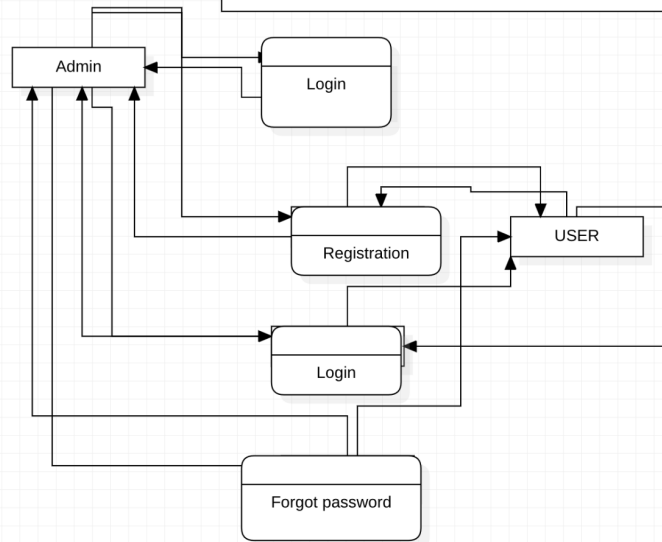 Admin
Login
Registration
USER
Login
Forgot password